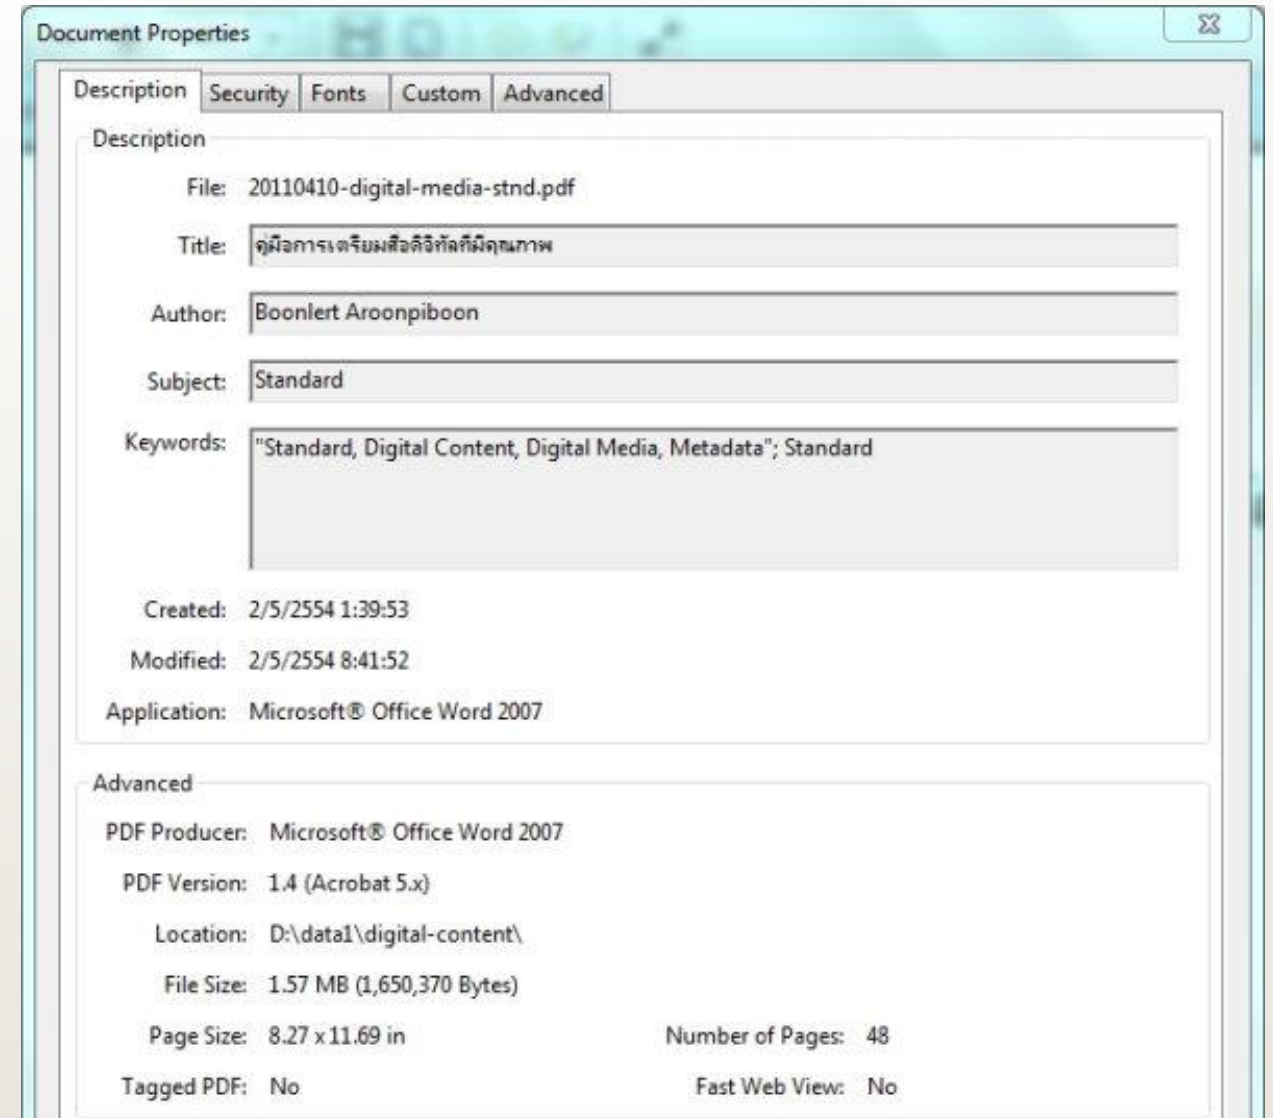 Document Properties
Description Security Fonts Custom Advanced
Description
File: 20110410-digital-media-stnd.pdf
Title: คู่มือการเตรียมสื่อดิจิทัลที่มีคุณภาพ
Author: Boonlert Aroonpiboon
Subject: Standard
Keywords: "Standard, Digital Content, Digital Media, Metadata"; Standard
Created: 2/5/2554 1:39:53
Modified: 2/5/2554 8:41:52
Application: Microsoft® Office Word 2007
Advanced
PDF Producer: Microsoft® Office Word 2007
PDF Version: 1.4 (Acrobat 5.x)
Location: D:\data1\digital-content\
File Size: 1.57 MB (1,650,370 Bytes)
Page Size: 8.27 x 11.69 in Number of Pages: 48
Tagged PDF: No Fast Web View: No